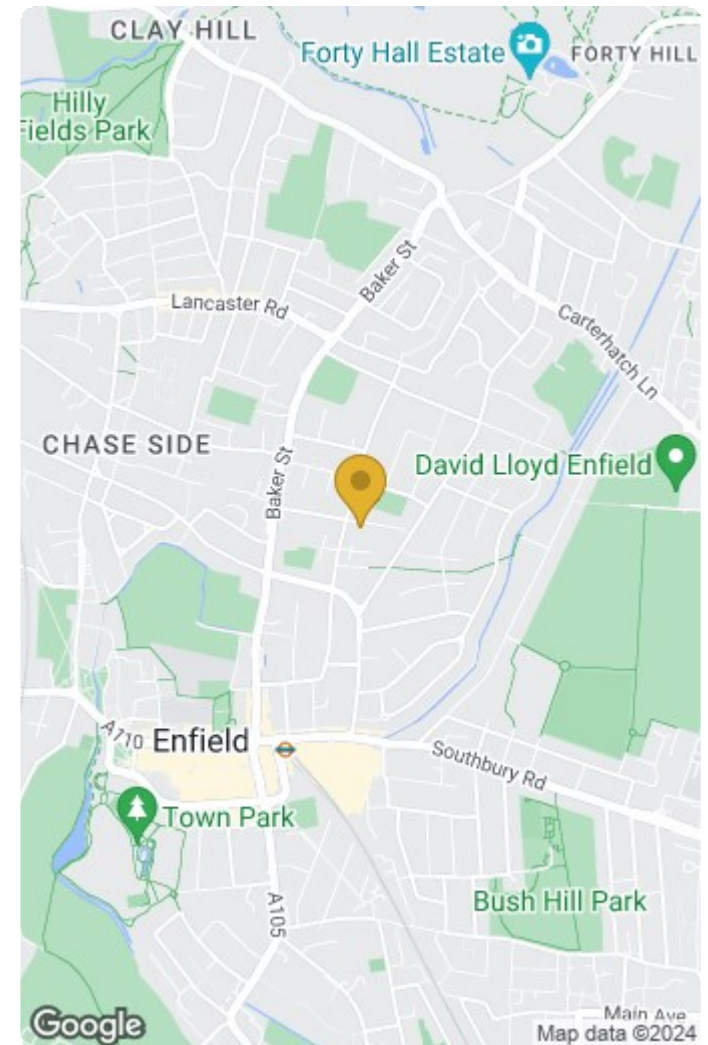 CLAY HILL
Forty Hall Estate
FORTY HILL
Hilly
Fields Park
Baker St
Lancaster Rd
Carterhatch Ln
CHASE SIDE
Baker St
David Lloyd Enfield
A710
Enfield
Southbury Rd
Town Park
A105
Bush Hill Park
Main Ave
Google
Map data ©2024